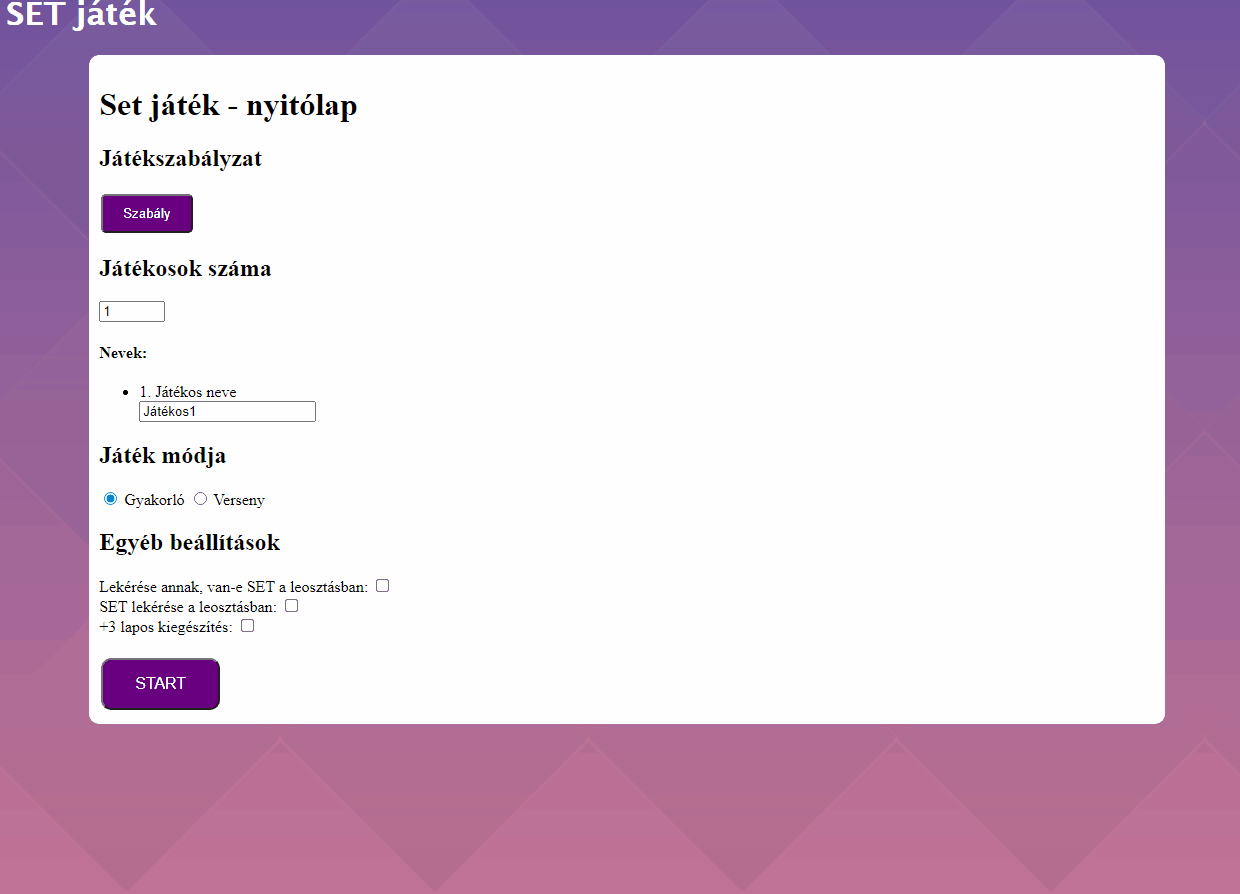 SET játék
Set játék - nyitólap
Játékszabályzat
Szabály
Játékosok száma
1
Nevek:
1. Játékos neve
Játékos1
Játék módja
Gyakorló Verseny
Egyéb beállítások
Lekérése annak, van-e SET a leosztásban:
SET lekérése a leosztásban:
+3 lapos kiegészítés:
START